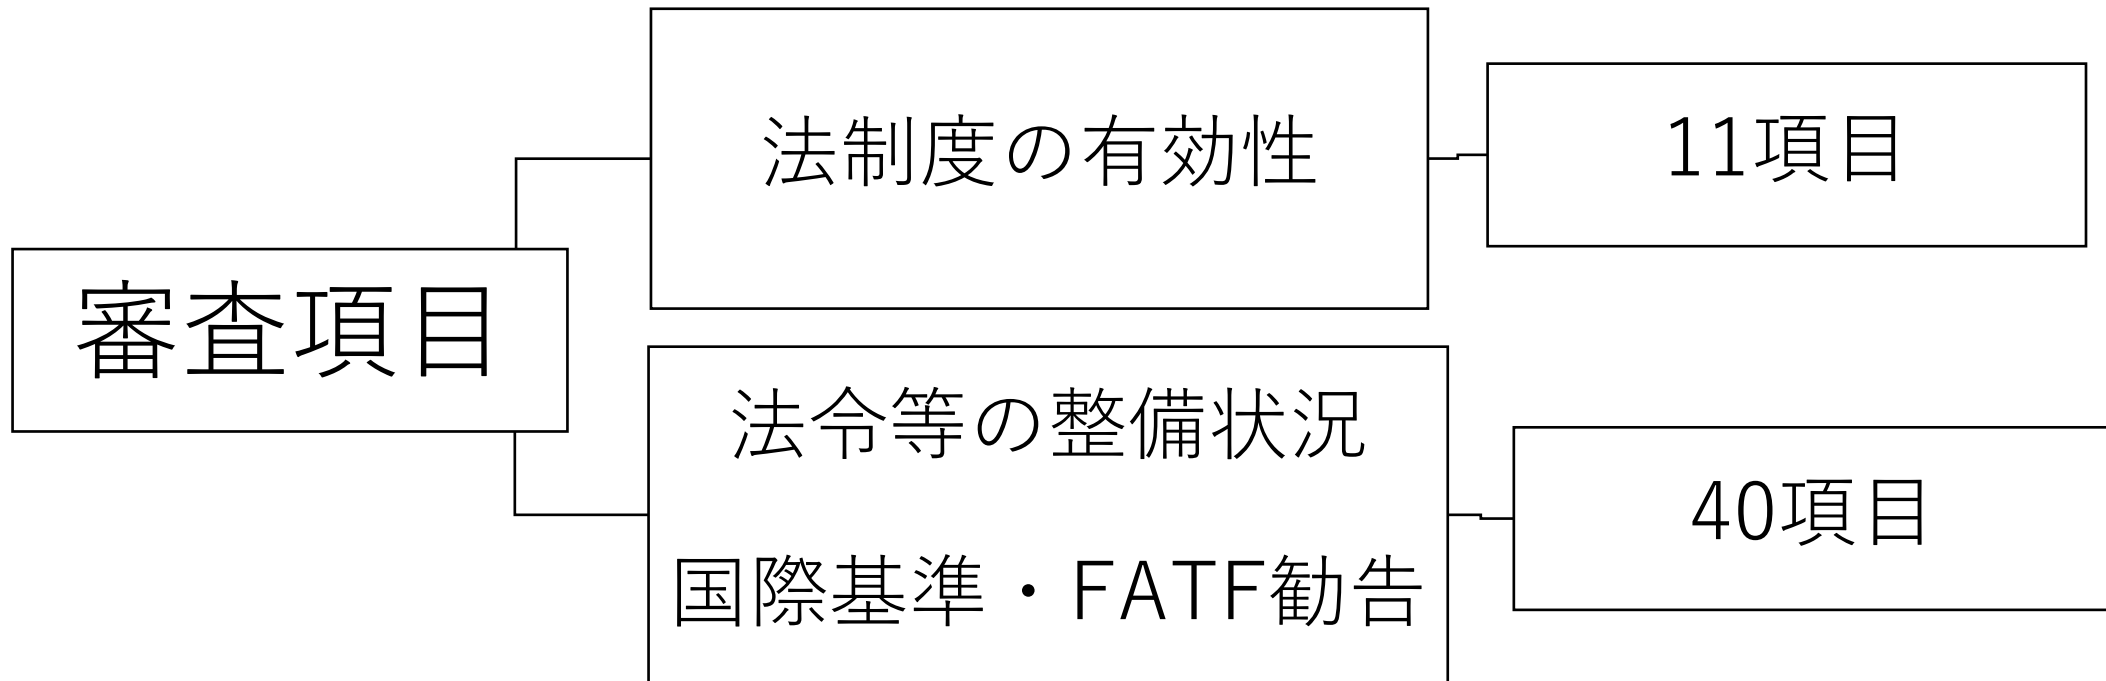 審査項目
法制度の有効性
11項目
法令等の整備状況
国際基準・FATF勧告
40項目